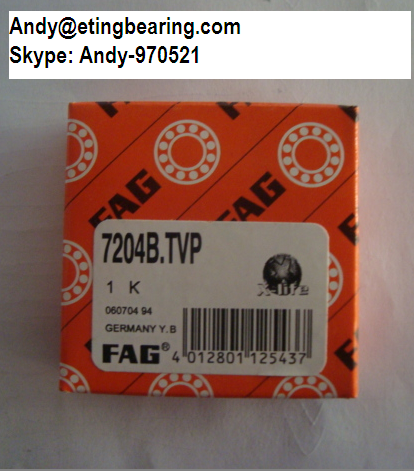 Andy@etingbearing.com
Skype: Andy-970521
FAG
FAG
FAG
7204B.TVP
1 K
X-life
060704 94
GERMANY Y.B
FAG®
4 012801 125437